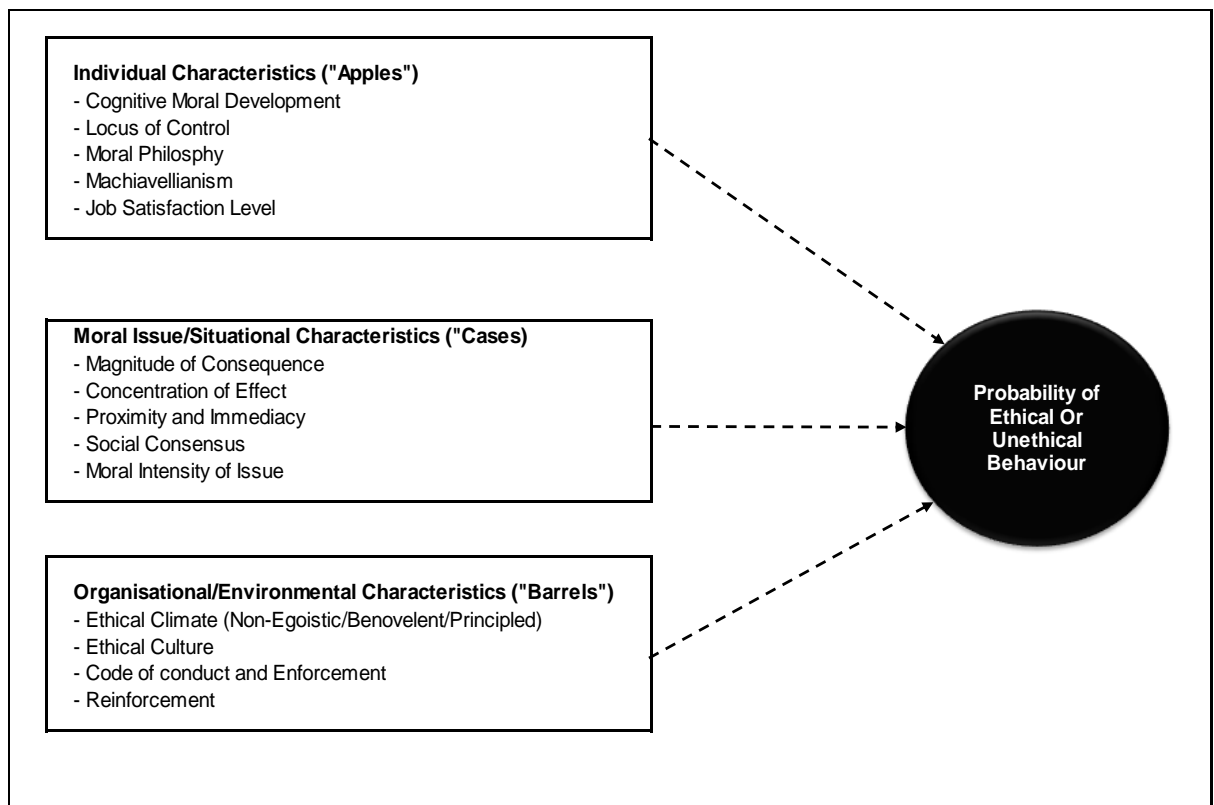 Individual Characteristics ("Apples")
- Cognitive Moral Development
- Locus of Control
- Moral Philosphy
- Machiavellianism
- Job Satisfaction Level
Moral Issue/Situational Characteristics ("Cases)
- Magnitude of Consequence
- Concentration of Effect
- Proximity and Immediacy
- Social Consensus
- Moral Intensity of Issue
Organisational/Environmental Characteristics ("Barrels")
- Ethical Climate (Non-Egoistic/Benovelent/Principled)
- Ethical Culture
- Code of conduct and Enforcement
- Reinforcement
Probability of
Ethical Or
Unethical
Behaviour